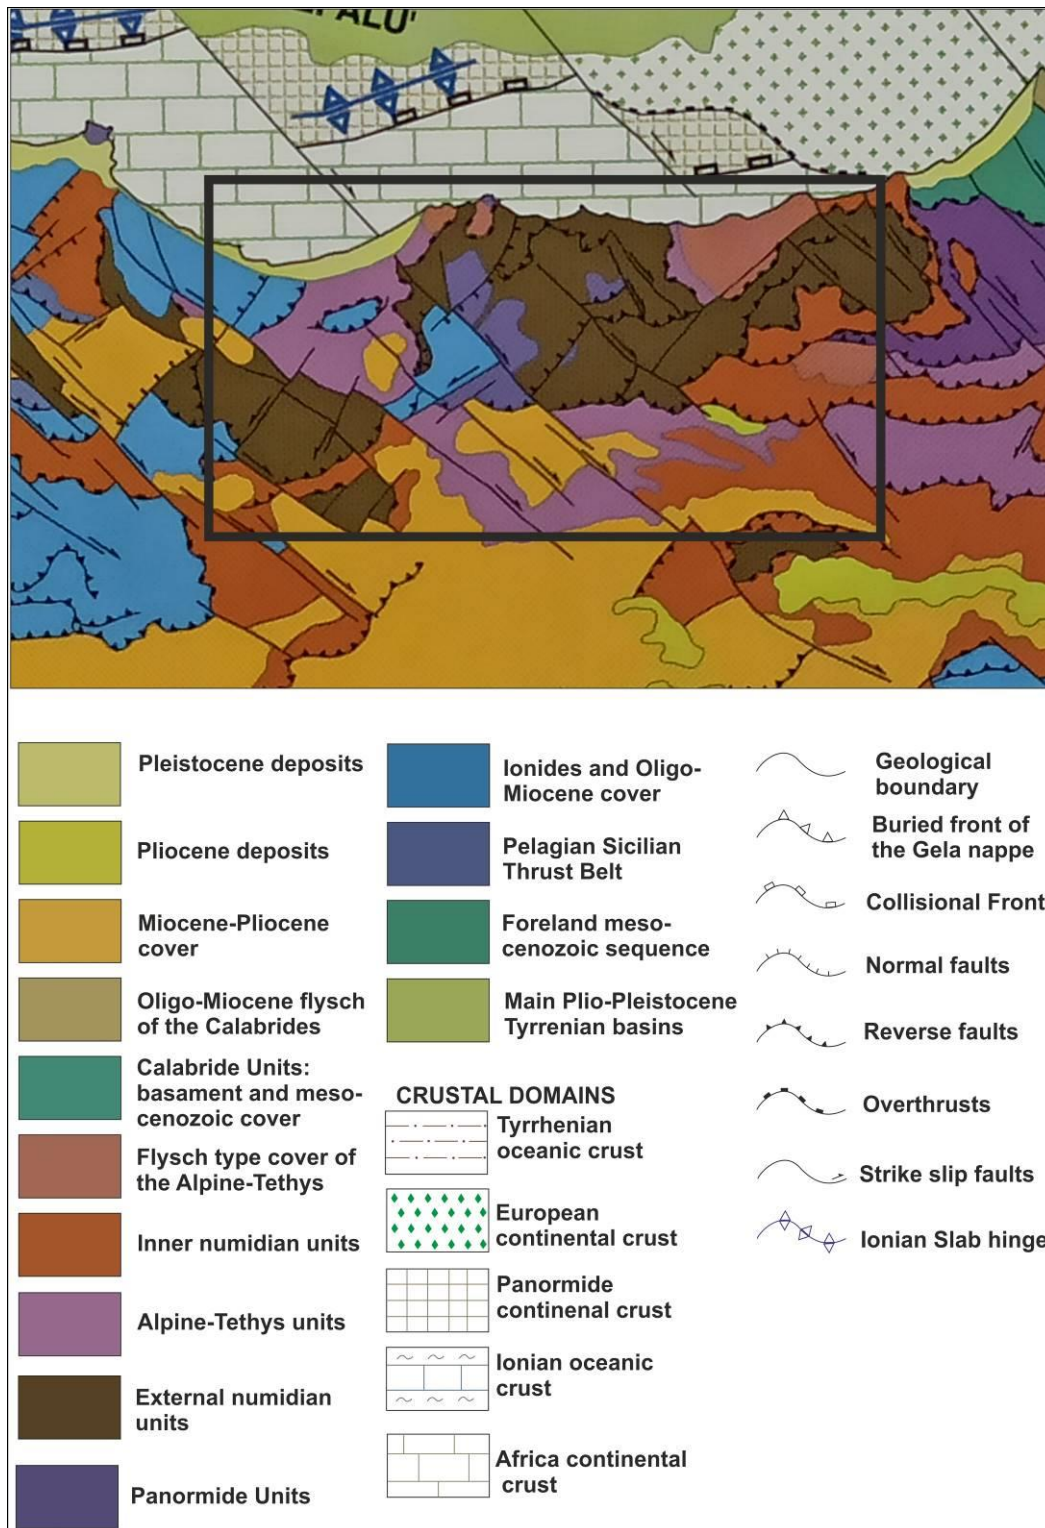 ALU'
Pleistocene deposits
Pliocene deposits
Miocene-Pliocene
cover
Oligo-Miocene flysch
of the Calabrides
Calabride Units:
basament and meso-
cenozoic cover
Flysch type cover of
the Alpine-Tethys
Inner numidian units
Alpine-Tethys units
External numidian
units
Panormide Units
Ionides and Oligo-
Miocene cover
Pelagian Sicilian
Thrust Belt
Foreland meso-
cenozoic sequence
Main Plio-Pleistocene
Tyrrenian basins
CRUSTAL DOMAINS
Tyrrhenian
oceanic crust
European
continental crust
Panormide
continenal crust
Ionian oceanic
crust
Africa continental
crust
Geological
boundary
Buried front of
the Gela nappe
Collisional Front
Normal faults
Reverse faults
Overthrusts
Strike slip faults
Ionian Slab hinge